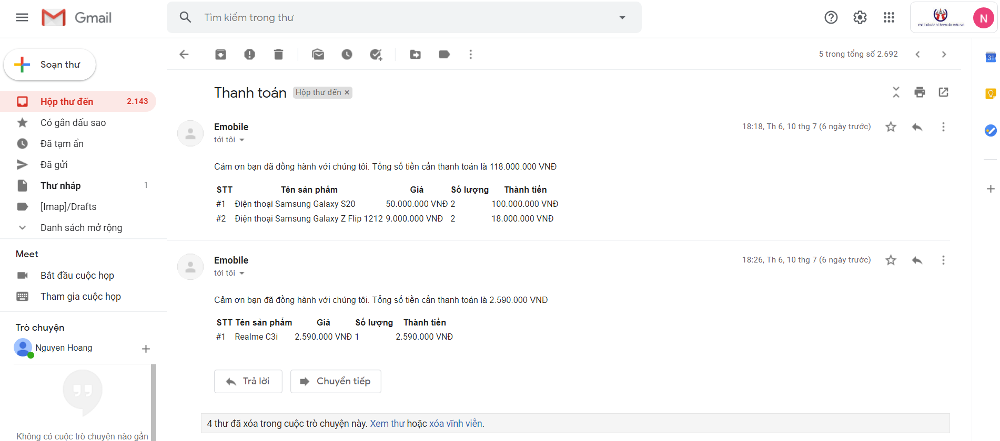 Gmail
Tìm kiếm trong thư
mail.student.hcmute.edu.vn
N
Soạn thư
5 trong tổng số 2.692
31
Hộp thư đến 2.143
Có gắn dấu sao
Đã tạm ẩn
Đã gửi
Thư nháp 1
[Imap]/Drafts
Danh sách mở rộng
Meet
Bắt đầu cuộc họp
Tham gia cuộc họp
Trò chuyện
Nguyen Hoang
Không có cuộc trò chuyện nào gần
Thanh toán Hộp thư đến ×
Emobile 18:18, Th 6, 10 thg 7 (6 ngày trước)
tới tôi
Cảm ơn bạn đã đồng hành với chúng tôi. Tổng số tiền cần thanh toán là 118.000.000 VNĐ
STT Tên sản phẩm Giá Số lượng Thành tiền
#1 Điện thoại Samsung Galaxy S20 50.000.000 VNĐ 2 100.000.000 VNĐ
#2 Điện thoại Samsung Galaxy Z Flip 1212 9.000.000 VNĐ 2 18.000.000 VNĐ
Emobile 18:26, Th 6, 10 thg 7 (6 ngày trước)
tới tôi
Cảm ơn bạn đã đồng hành với chúng tôi. Tổng số tiền cần thanh toán là 2.590.000 VNĐ
STT Tên sản phẩm Giá Số lượng Thành tiền
#1 Realme C3i 2.590.000 VNĐ 1 2.590.000 VNĐ
Trả lời Chuyển tiếp
4 thư đã xóa trong cuộc trò chuyện này. Xem thư hoặc xóa vĩnh viễn.